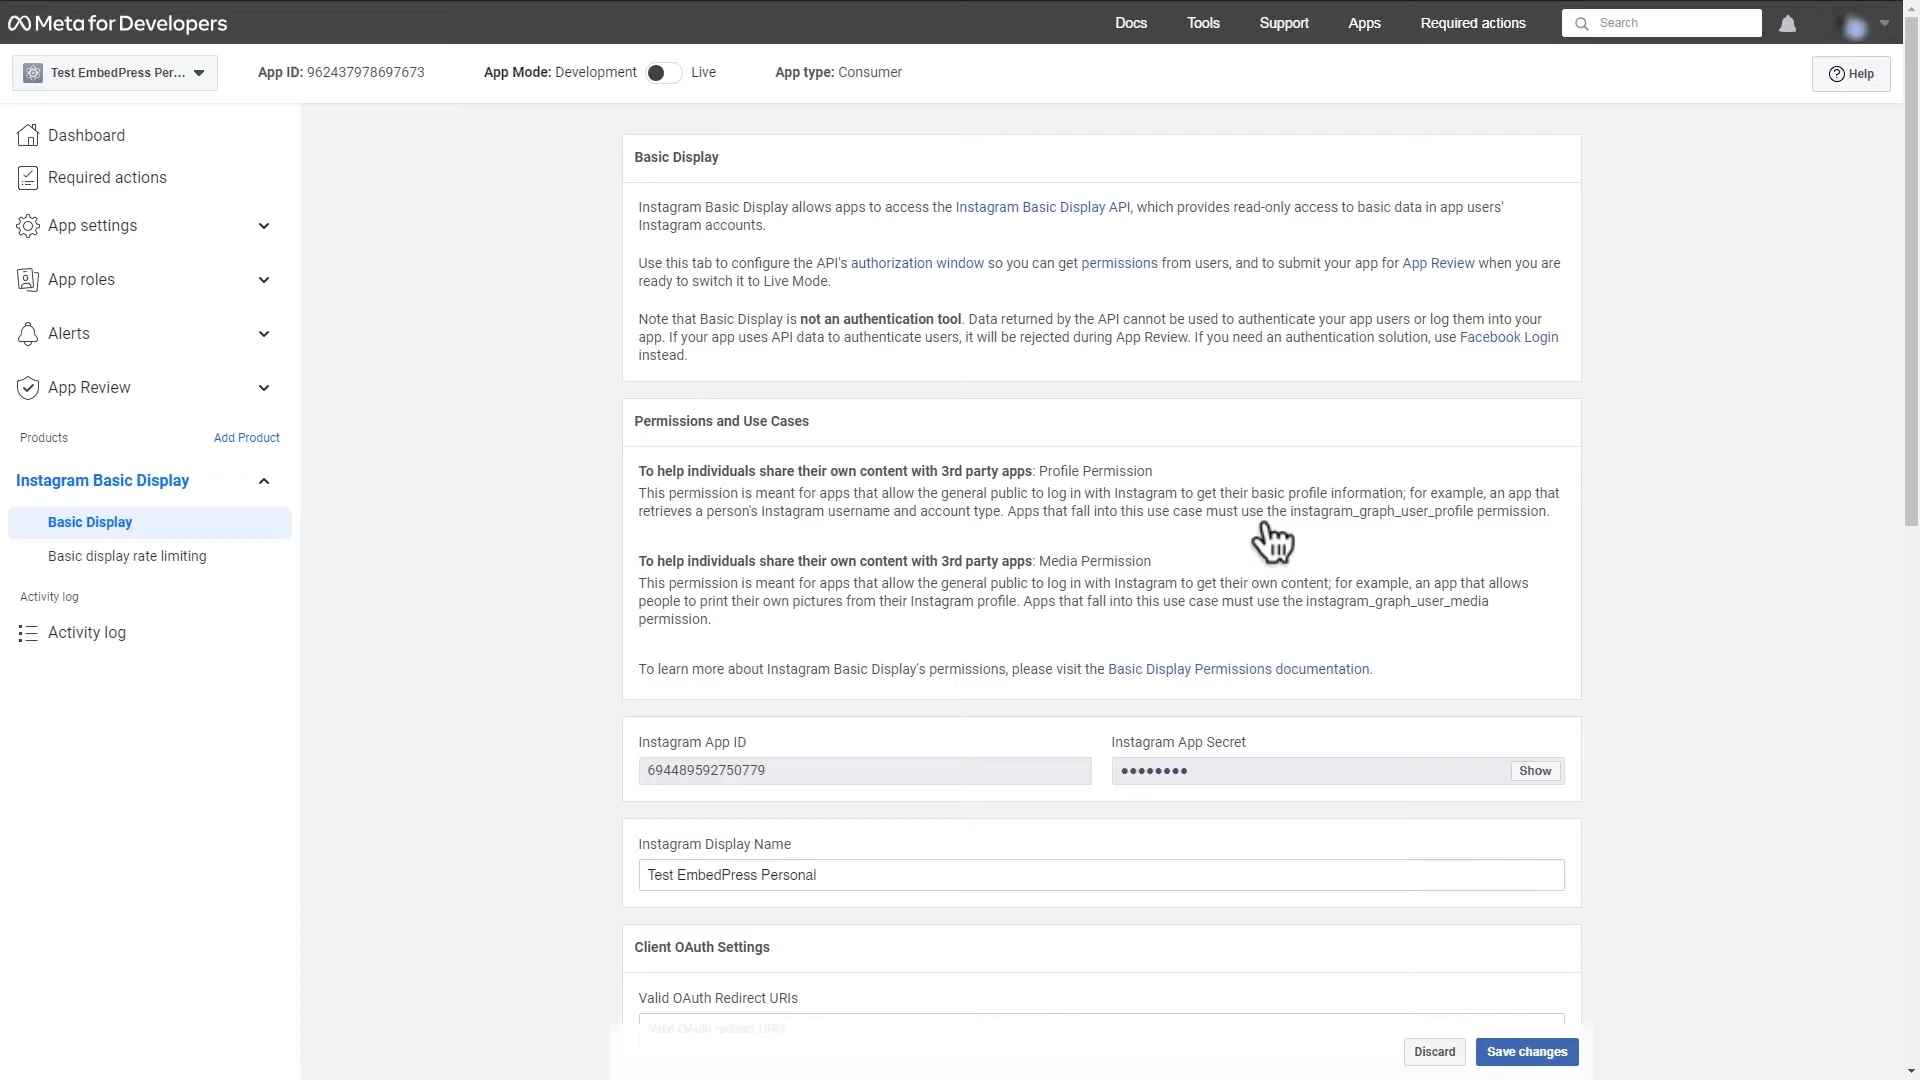 Meta for Developers
Docs
Tools
Support
Apps
Required actions
Search
Test EmbedPress Per...
App ID: 962437978697673
App Mode: Development
Live
App type: Consumer
Help
Dashboard
Required actions
App settings
App roles
Alerts
App Review
Products
Add Product
Instagram Basic Display
Basic Display
Basic display rate limiting
Activity log
Activity log
Basic Display
Instagram Basic Display allows apps to access the Instagram Basic Display API, which provides read-only access to basic data in app users'
Instagram accounts.
Use this tab to configure the API's authorization window so you can get permissions from users, and to submit your app for App Review when you are
ready to switch it to Live Mode.
Note that Basic Display is not an authentication tool. Data returned by the API cannot be used to authenticate your app users or log them into your
app. If your app uses API data to authenticate users, it will be rejected during App Review. If you need an authentication solution, use Facebook Login
instead.
Permissions and Use Cases
To help individuals share their own content with 3rd party apps: Profile Permission
This permission is meant for apps that allow the general public to log in with Instagram to get their basic profile information; for example, an app that
retrieves a person's Instagram username and account type. Apps that fall into this use case must use the instagram_graph_user_profile permission.
To help individuals share their own content with 3rd party apps: Media Permission
This permission is meant for apps that allow the general public to log in with Instagram to get their own content; for example, an app that allows
people to print their own pictures from their Instagram profile. Apps that fall into this use case must use the instagram_graph_user_media
permission.
To learn more about Instagram Basic Display's permissions, please visit the Basic Display Permissions documentation.
Instagram App ID
694489592750779
Instagram App Secret
••••••••
Show
Instagram Display Name
Test EmbedPress Personal
Client OAuth Settings
Valid OAuth Redirect URIs
Valid OAuth redirect URIs
Discard
Save changes